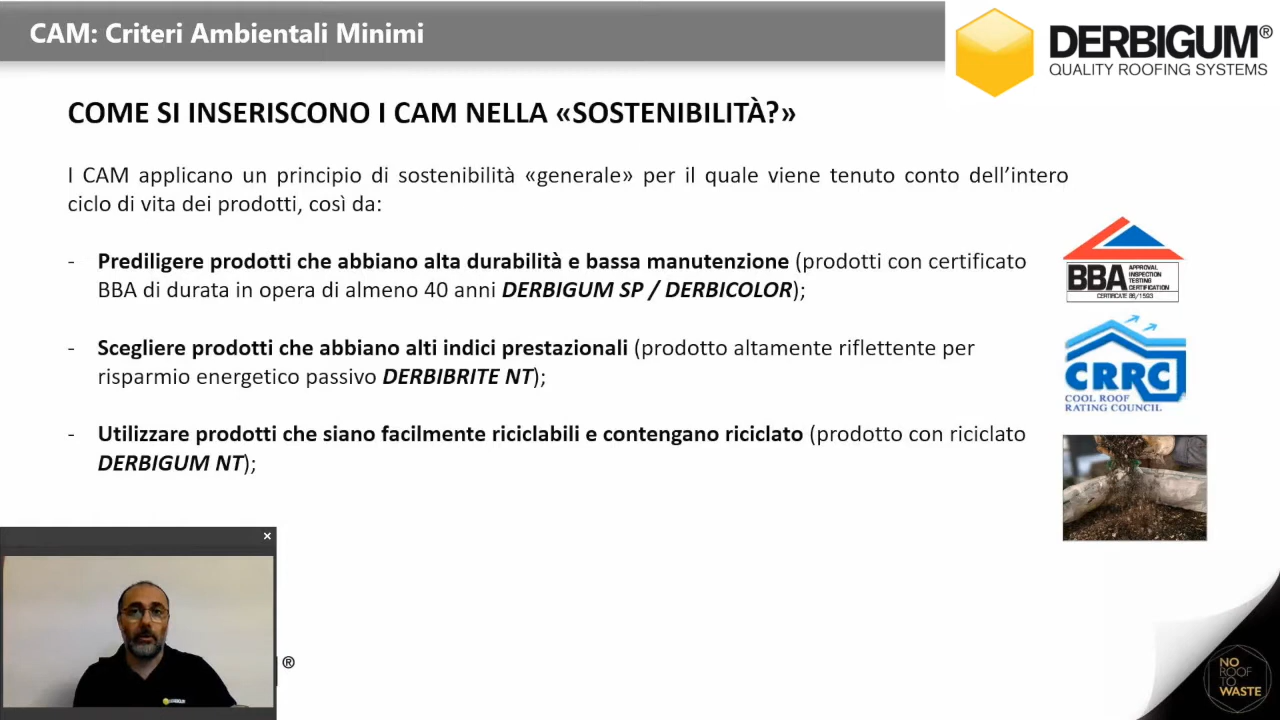 CAM: Criteri Ambientali Minimi
DERBIGUM®
QUALITY ROOFING SYSTEMS
COME SI INSERISCONO I CAM NELLA «SOSTENIBILITÀ?»
I CAM applicano un principio di sostenibilità «generale» per il quale viene tenuto conto dell'intero
ciclo di vita dei prodotti, così da:
- Prediligere prodotti che abbiano alta durabilità e bassa manutenzione (prodotti con certificato
BBA di durata in opera di almeno 40 anni DERBIGUM SP / DERBICOLOR);
- Scegliere prodotti che abbiano alti indici prestazionali (prodotto altamente riflettente per
risparmio energetico passivo DERBIBRITE NT);
- Utilizzare prodotti che siano facilmente riciclabili e contengano riciclato (prodotto con riciclato
DERBIGUM NT);
BBA
APPROVAL
INSPECTION
TESTING
CERTIFICATION
CERTIFICATE 86/1593
CRRC
COOL ROOF
RATING COUNCIL
×
DERBIGUM
®
NO
ROOF
TO
WASTE